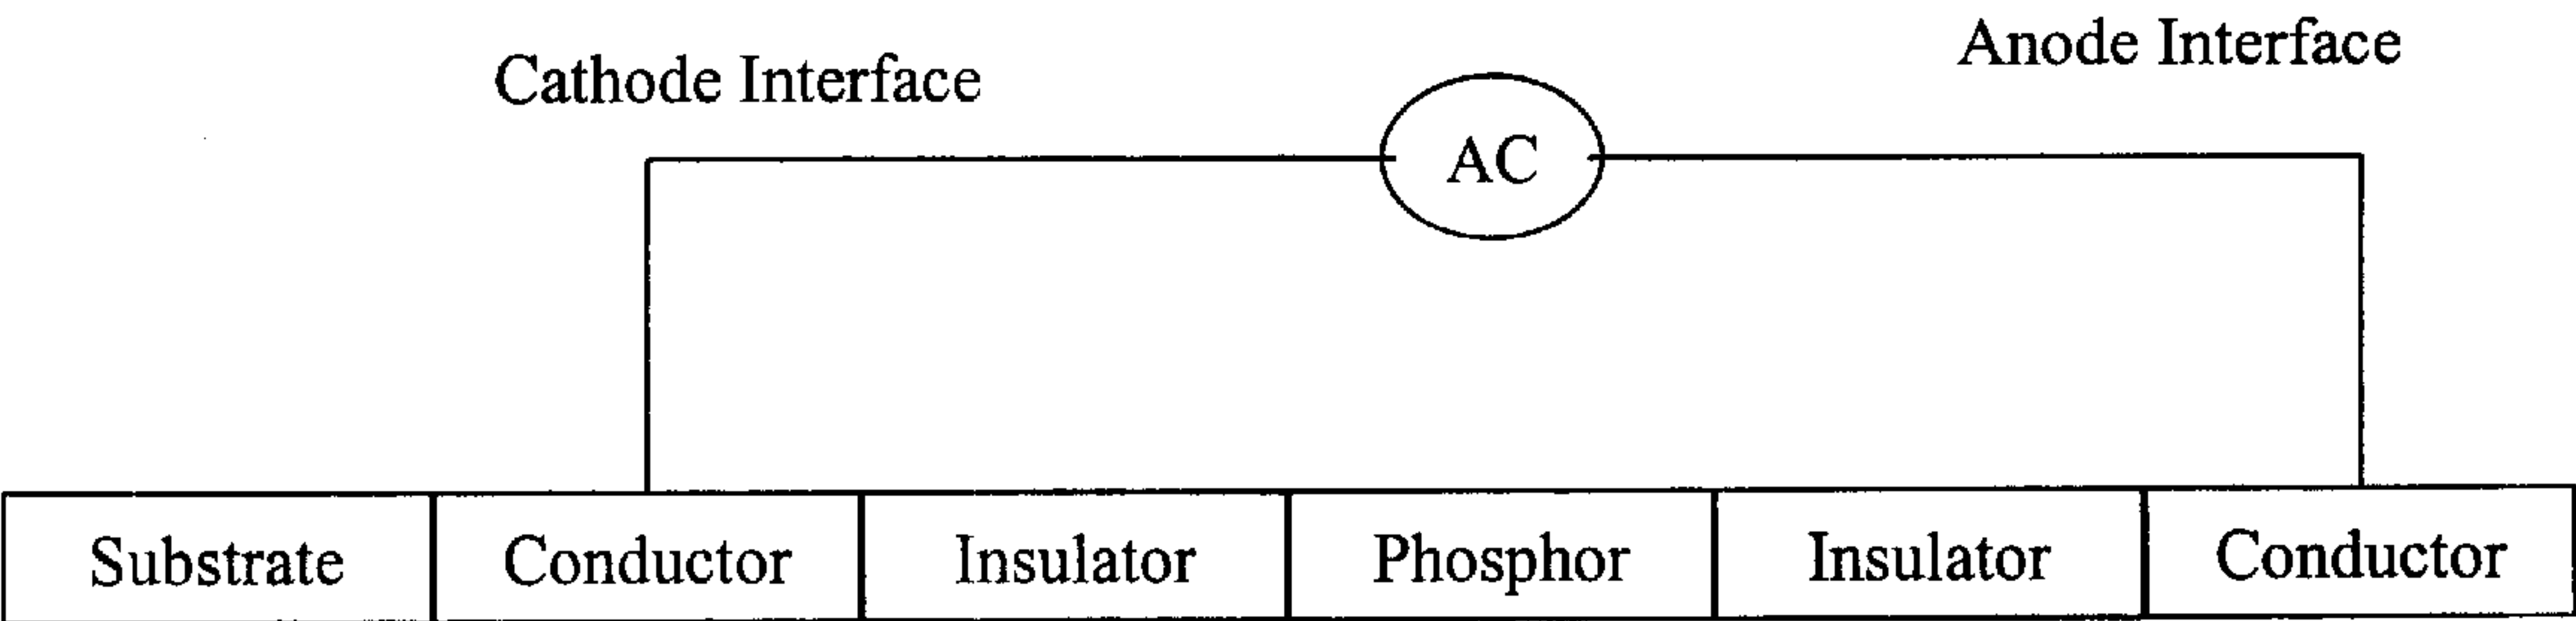 Anode Interface
Cathode Interface
AC
Substrate Conductor Insulator Phosphor Insulator Conductor